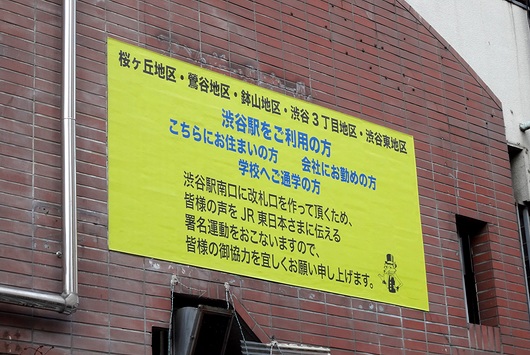 桜ヶ丘地区・鶯谷地区・鉢山地区・渋谷3丁目地区・渋谷東地区
渋谷駅をご利用の方
こちらにお住まいの方 会社にお勤めの方
学校へご通学の方
渋谷駅南口に改札口を作って頂くため、
皆様の声をJR東日本さまに伝える
署名運動をおこないますので、
皆様の御協力を宜しくお願い申し上げます。